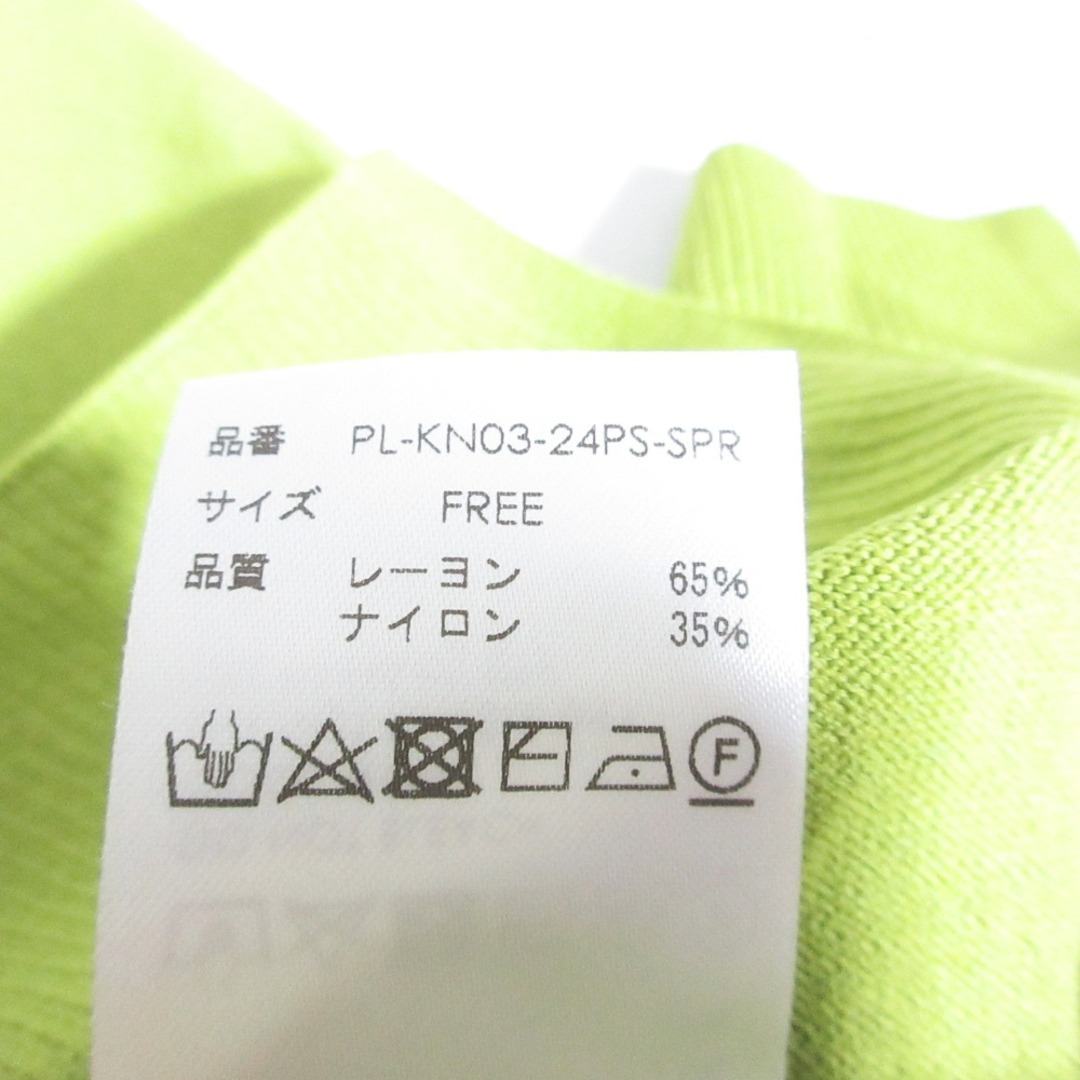 品番 PL-KN03-24PS-SPR
サイズ FREE
品質 レーヨン 65%
ナイロン 35%
F